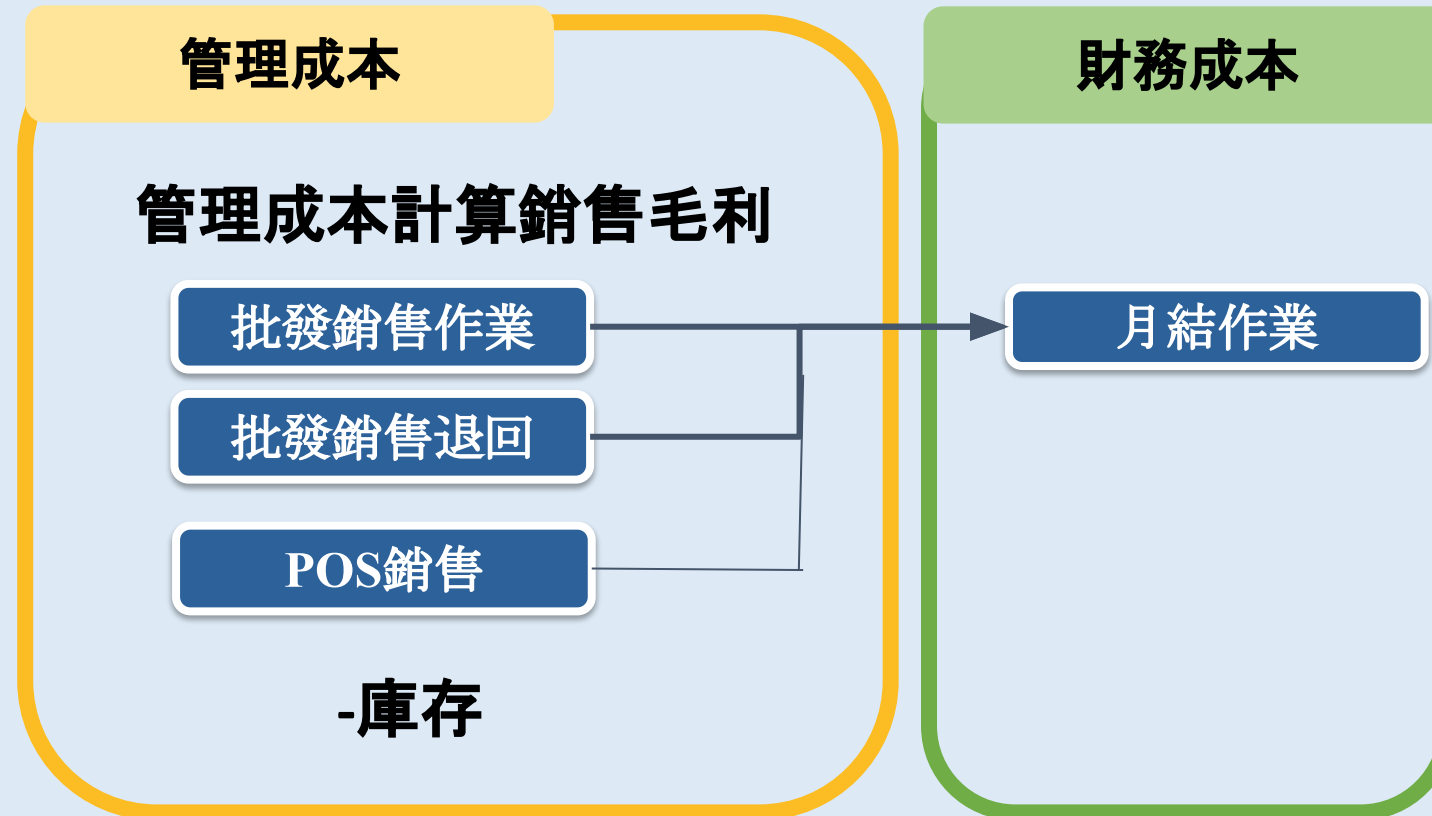 管理成本
財務成本
管理成本計算銷售毛利
批發銷售作業
月結作業
批發銷售退回
POS銷售
-庫存